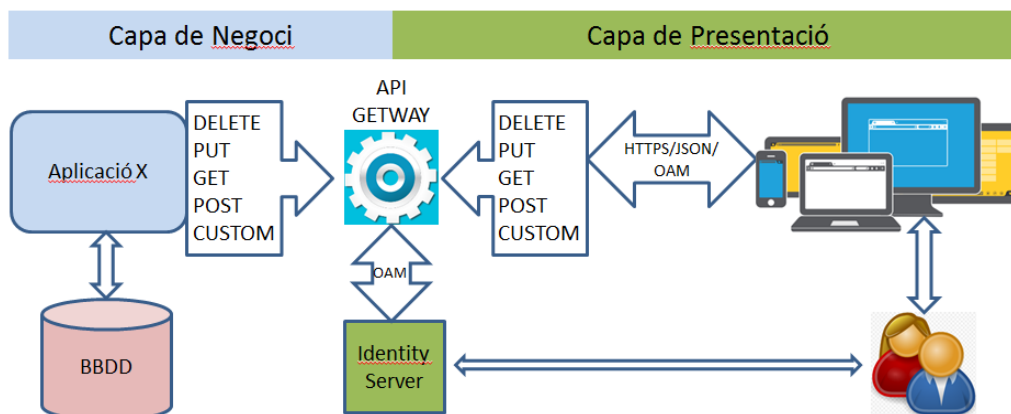 Capa de Negoci
Capa de Presentació
API
GETWAY
Aplicació X
DELETE
PUT
GET
POST
CUSTOM
DELETE
PUT
GET
POST
CUSTOM
HTTPS/JSON/
OAM
OAM
BBDD
Identity
Server